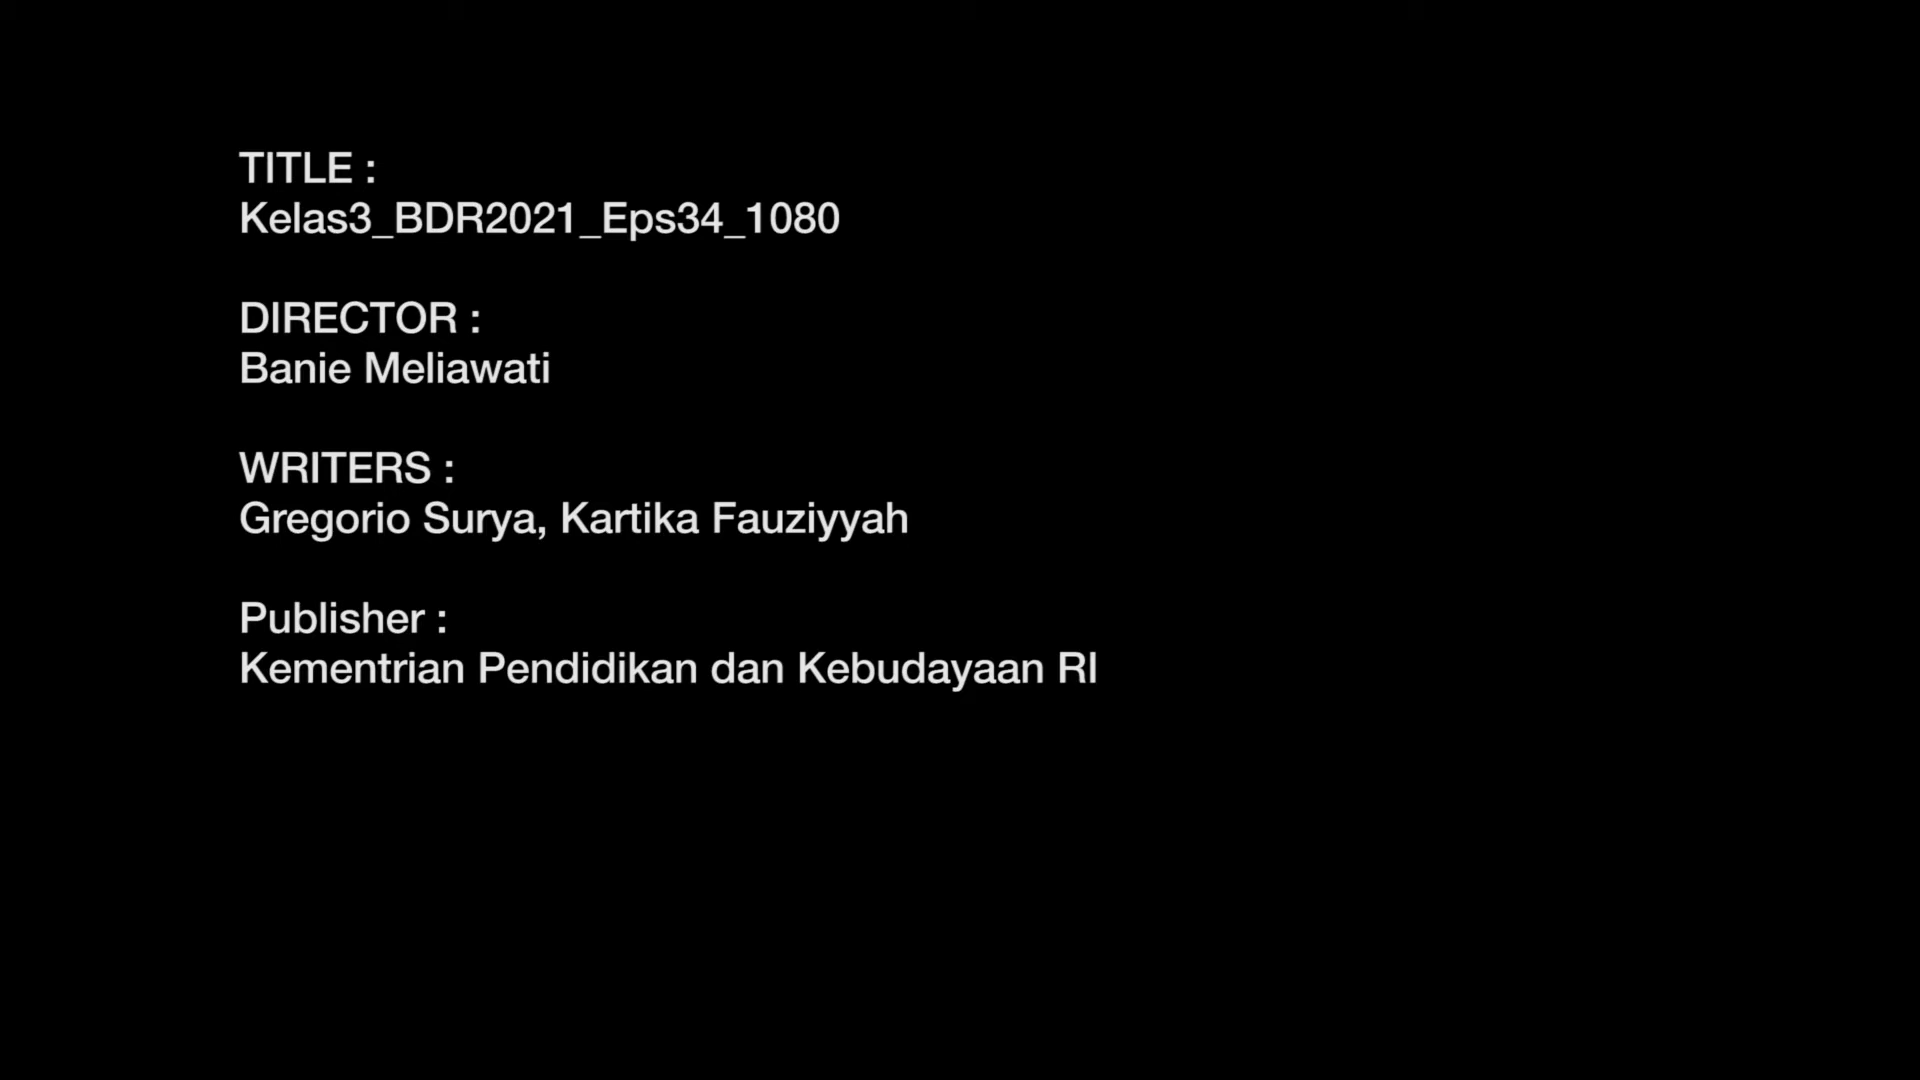 TITLE :
Kelas3_BDR2021_Eps34_1080
DIRECTOR :
Banie Meliawati
WRITERS :
Gregorio Surya, Kartika Fauziyyah
Publisher :
Kementrian Pendidikan dan Kebudayaan RI